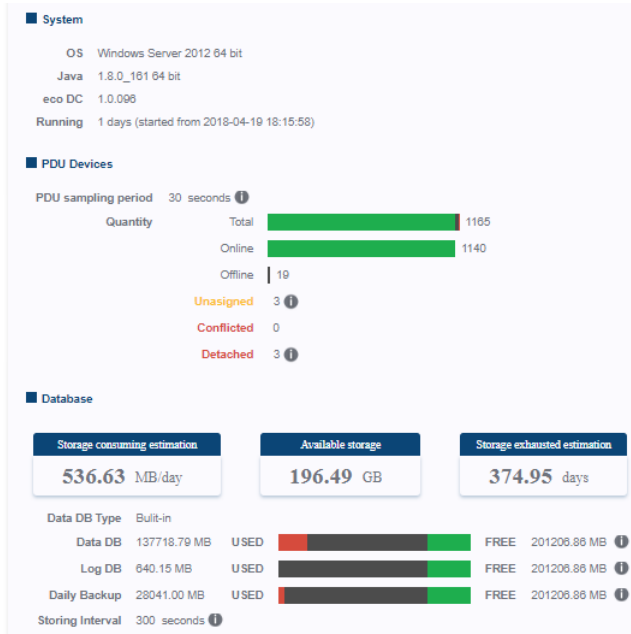 System
OS Windows Server 2012 64 bit
Java 1.8.0_161 64 bit
eco DC 1.0.096
Running 1 days (started from 2018-04-19 18:15:58)
PDU Devices
PDU sampling period 30 seconds
Quantity Total 1165
Online 1140
Offline 19
Unasigned 3
Conflicted 0
Detached 3
Database
Storage consuming estimation Available storage Storage exhausted estimation
536.63 MB/day 196.49 GB 374.95 days
Data DB Type Bulit-in
Data DB 137718.79 MB USED FREE 201206.86 MB
Log DB 640.15 MB USED FREE 201206.86 MB
Daily Backup 28041.00 MB USED FREE 201206.86 MB
Storing Interval 300 seconds